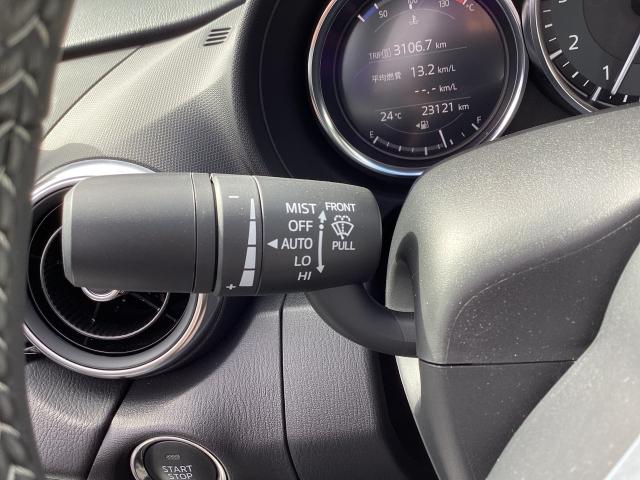 50
130
C
TRIP B 3106.7 km
平均燃費 13.2 km/L
--.- km/L
24 ℃ 23121 km
E F
2
1
- MIST FRONT
OFF
AUTO PULL
LO
+ HI
START
STOP